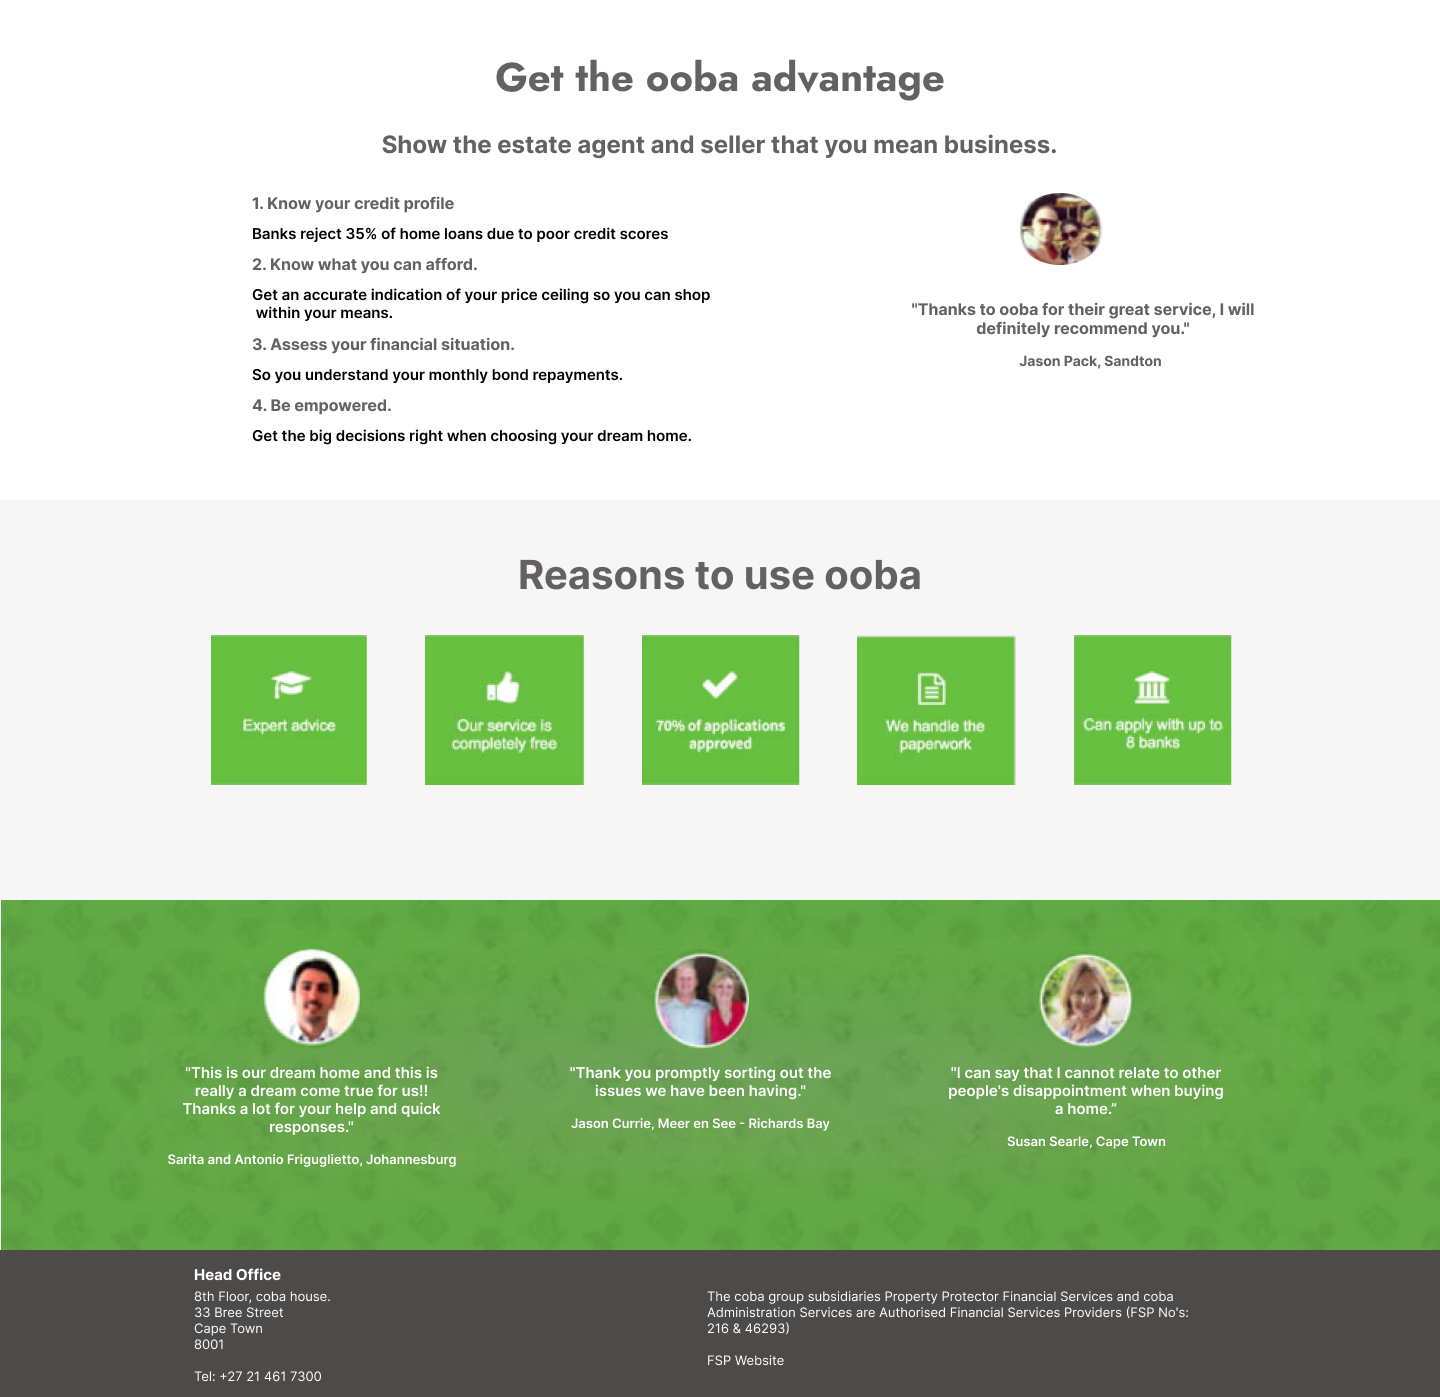 Get the ooba advantage
Show the estate agent and seller that you mean business.
1. Know your credit profile
Banks reject 35% of home loans due to poor credit scores
2. Know what you can afford.
Get an accurate indication of your price ceiling so you can shop
within your means.
3. Assess your financial situation.
So you understand your monthly bond repayments.
4. Be empowered.
Get the big decisions right when choosing your dream home.
"Thanks to ooba for their great service, I will
definitely recommend you."
Jason Pack, Sandton
Reasons to use ooba
Expert advice
Our service is
completely free
70% of applications
approved
We handle the
paperwork
Can apply with up to
8 banks
"This is our dream home and this is
really a dream come true for us!!
Thanks a lot for your help and quick
responses."
Sarita and Antonio Friguglietto, Johannesburg
"Thank you promptly sorting out the
issues we have been having."
Jason Currie, Meer en See - Richards Bay
"I can say that I cannot relate to other
people's disappointment when buying
a home.”
Susan Searle, Cape Town
Head Office
8th Floor, coba house.
33 Bree Street
Cape Town
8001
Tel: +27 21 461 7300
The coba group subsidiaries Property Protector Financial Services and coba
Administration Services are Authorised Financial Services Providers (FSP No's:
216 & 46293)
FSP Website